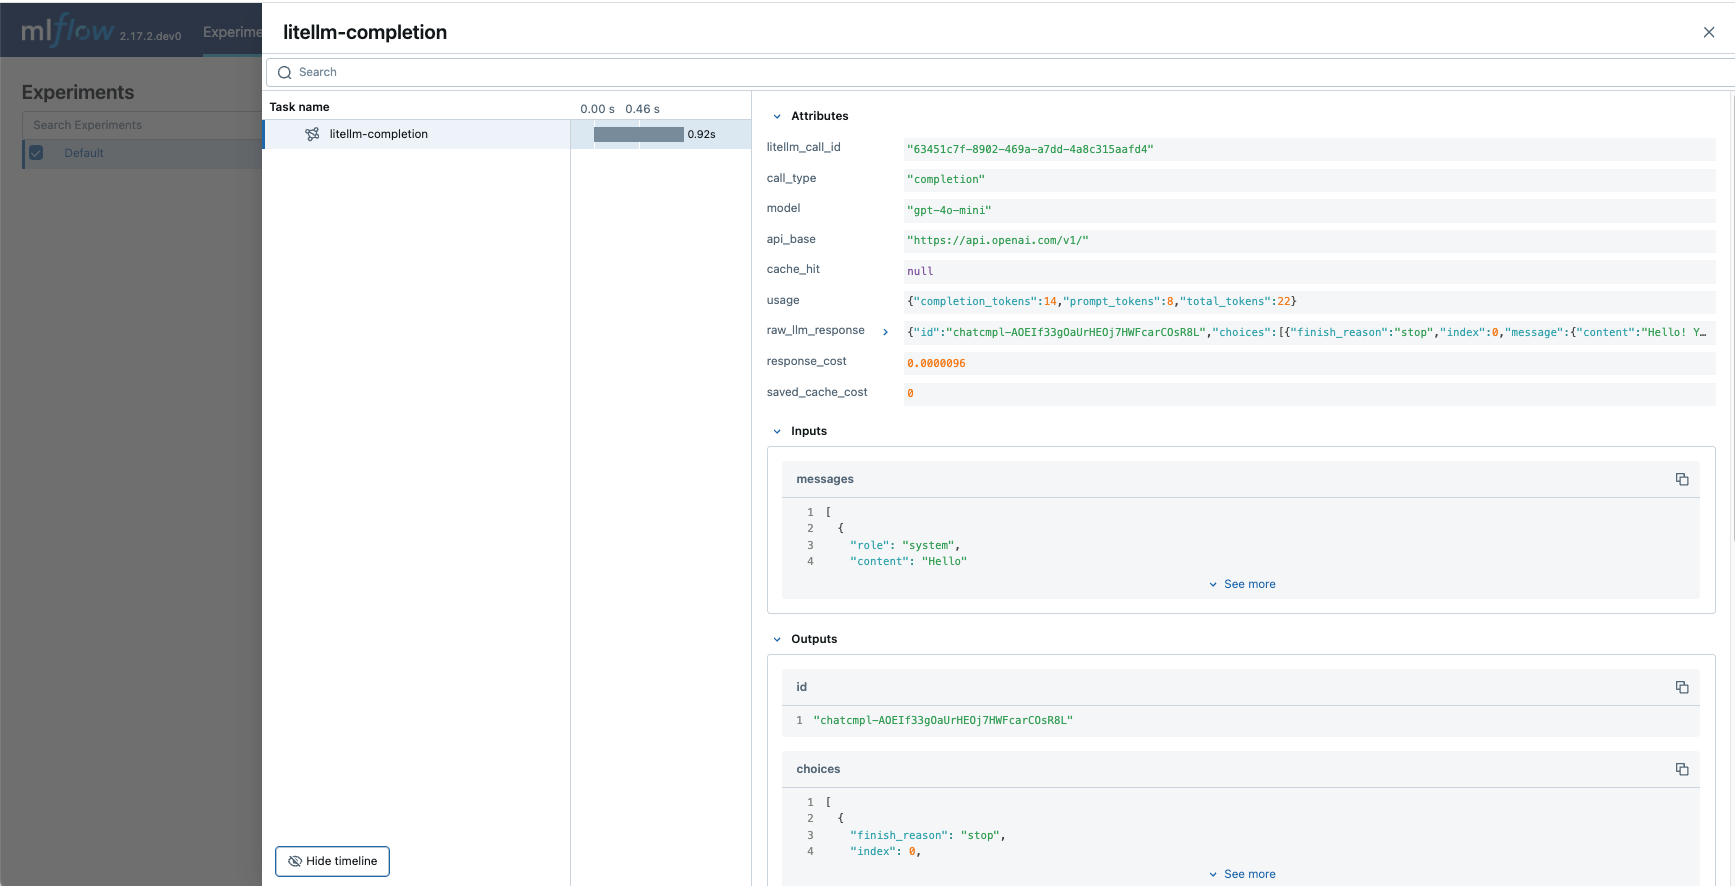 mlflow 2.17.2.dev0 Experime
Experiments
Search Experiments
Default
litellm-completion
Search
Task name 0.00 s 0.46 s
litellm-completion 0.92s
Hide timeline
Attributes
litellm_call_id "63451c7f-8902-469a-a7dd-4a8c315aafd4"
call_type "completion"
model "gpt-4o-mini"
api_base "https://api.openai.com/v1/"
cache_hit null
usage {"completion_tokens":14,"prompt_tokens":8,"total_tokens":22}
raw_llm_response {"id":"chatcmpl-AOEIf33gOaUrHEOj7HWFcarCOsR8L","choices":[{"finish_reason":"stop","index":0,"message":{"content":"Hello! Y…
response_cost 0.0000096
saved_cache_cost 0
Inputs
messages
1 [
2 {
3 "role": "system",
4 "content": "Hello"
See more
Outputs
id
1 "chatcmpl-AOEIf33gOaUrHEOj7HWFcarCOsR8L"
choices
1 [
2 {
3 "finish_reason": "stop",
4 "index": 0,
See more